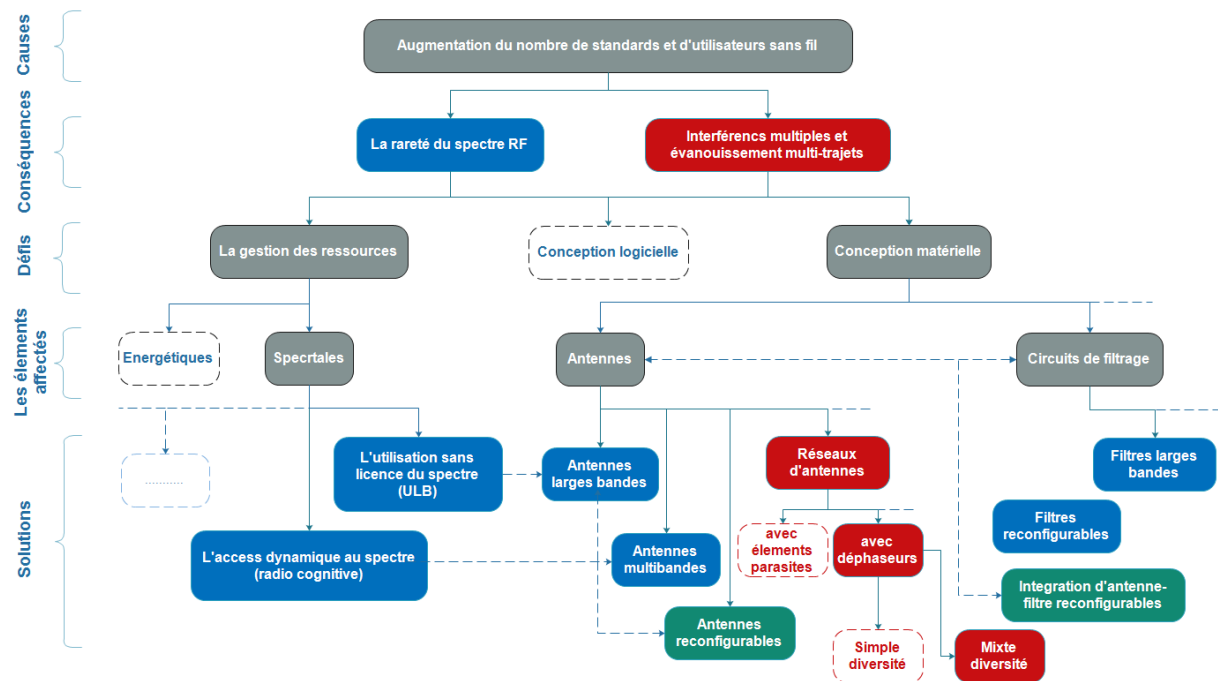 Causes
Augmentation du nombre de standards et d'utilisateurs sans fil
Conséquences
La rareté du spectre RF
Interférencs multiples et
évanouissement multi-trajets
Défis
La gestion des ressources
Conception logicielle
Conception matérielle
Les élements
affectés
Energétiques
Specrtales
Antennes
Circuits de filtrage
Solutions
...........
L'utilisation sans
licence du spectre
(ULB)
Antennes
larges bandes
Réseaux
d'antennes
Filtres larges
bandes
L'access dynamique au spectre
(radio cognitive)
Antennes
multibandes
avec
élements
parasites
avec
déphaseurs
Filtres
reconfigurables
Integration d'antenne-
filtre reconfigurables
Antennes
reconfigurables
Simple
diversité
Mixte
diversité